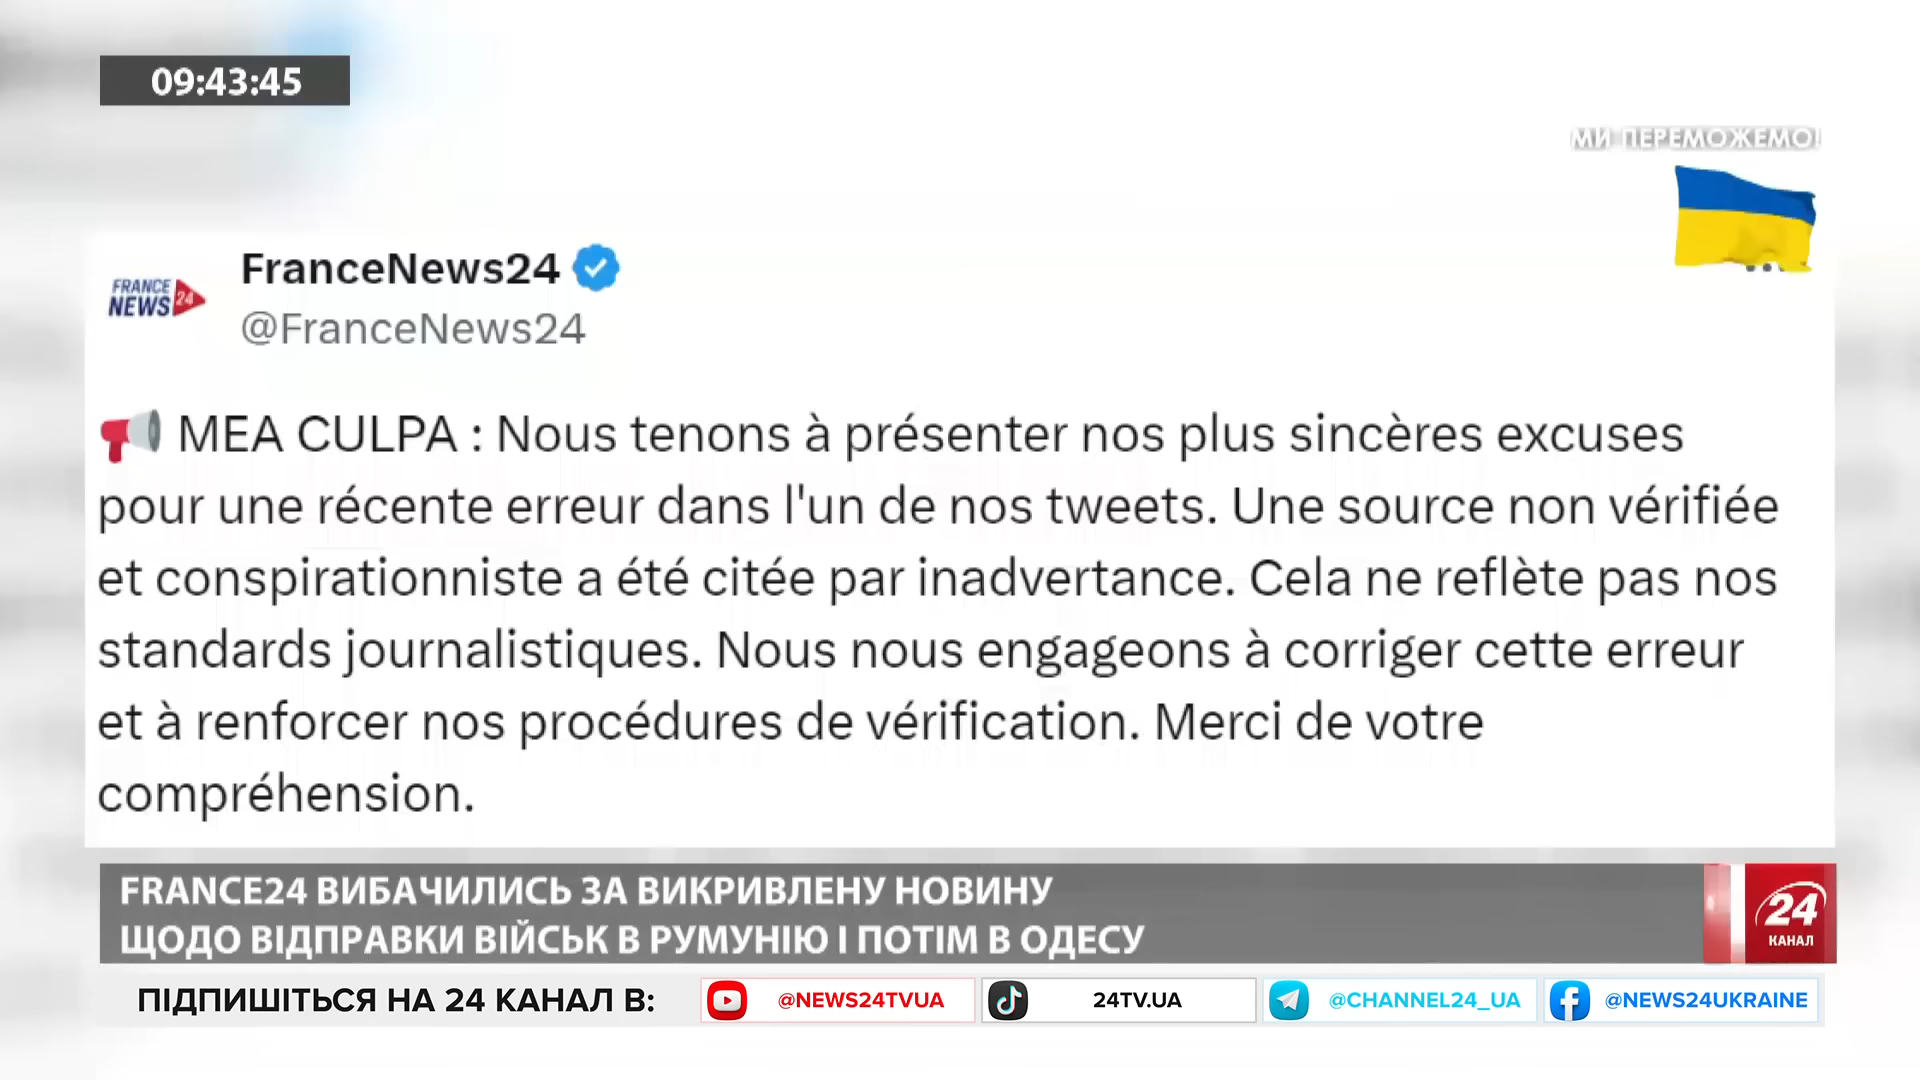 09:43:45
МИ ПЕРЕМОЖЕМО!
FRANCE
NEWS 24
FranceNews24
@FranceNews24
MEA CULPA : Nous tenons à présenter nos plus sincères excuses
pour une récente erreur dans l'un de nos tweets. Une source non vérifiée
et conspirationniste a été citée par inadvertance. Cela ne reflète pas nos
standards journalistiques. Nous nous engageons à corriger cette erreur
et à renforcer nos procédures de vérification. Merci de votre
compréhension.
FRANCE24 ВИБАЧИЛИСЬ ЗА ВИКРИВЛЕНУ НОВИНУ
ЩОДО ВІДПРАВКИ ВІЙСЬК В РУМУНІЮ І ПОТІМ В ОДЕСУ
24
КАНАЛ
ПІДПИШІТЬСЯ НА 24 КАНАЛ В:
@NEWS24TVUA
24TV.UA
@CHANNEL24_UA
@NEWS24UKRAINE